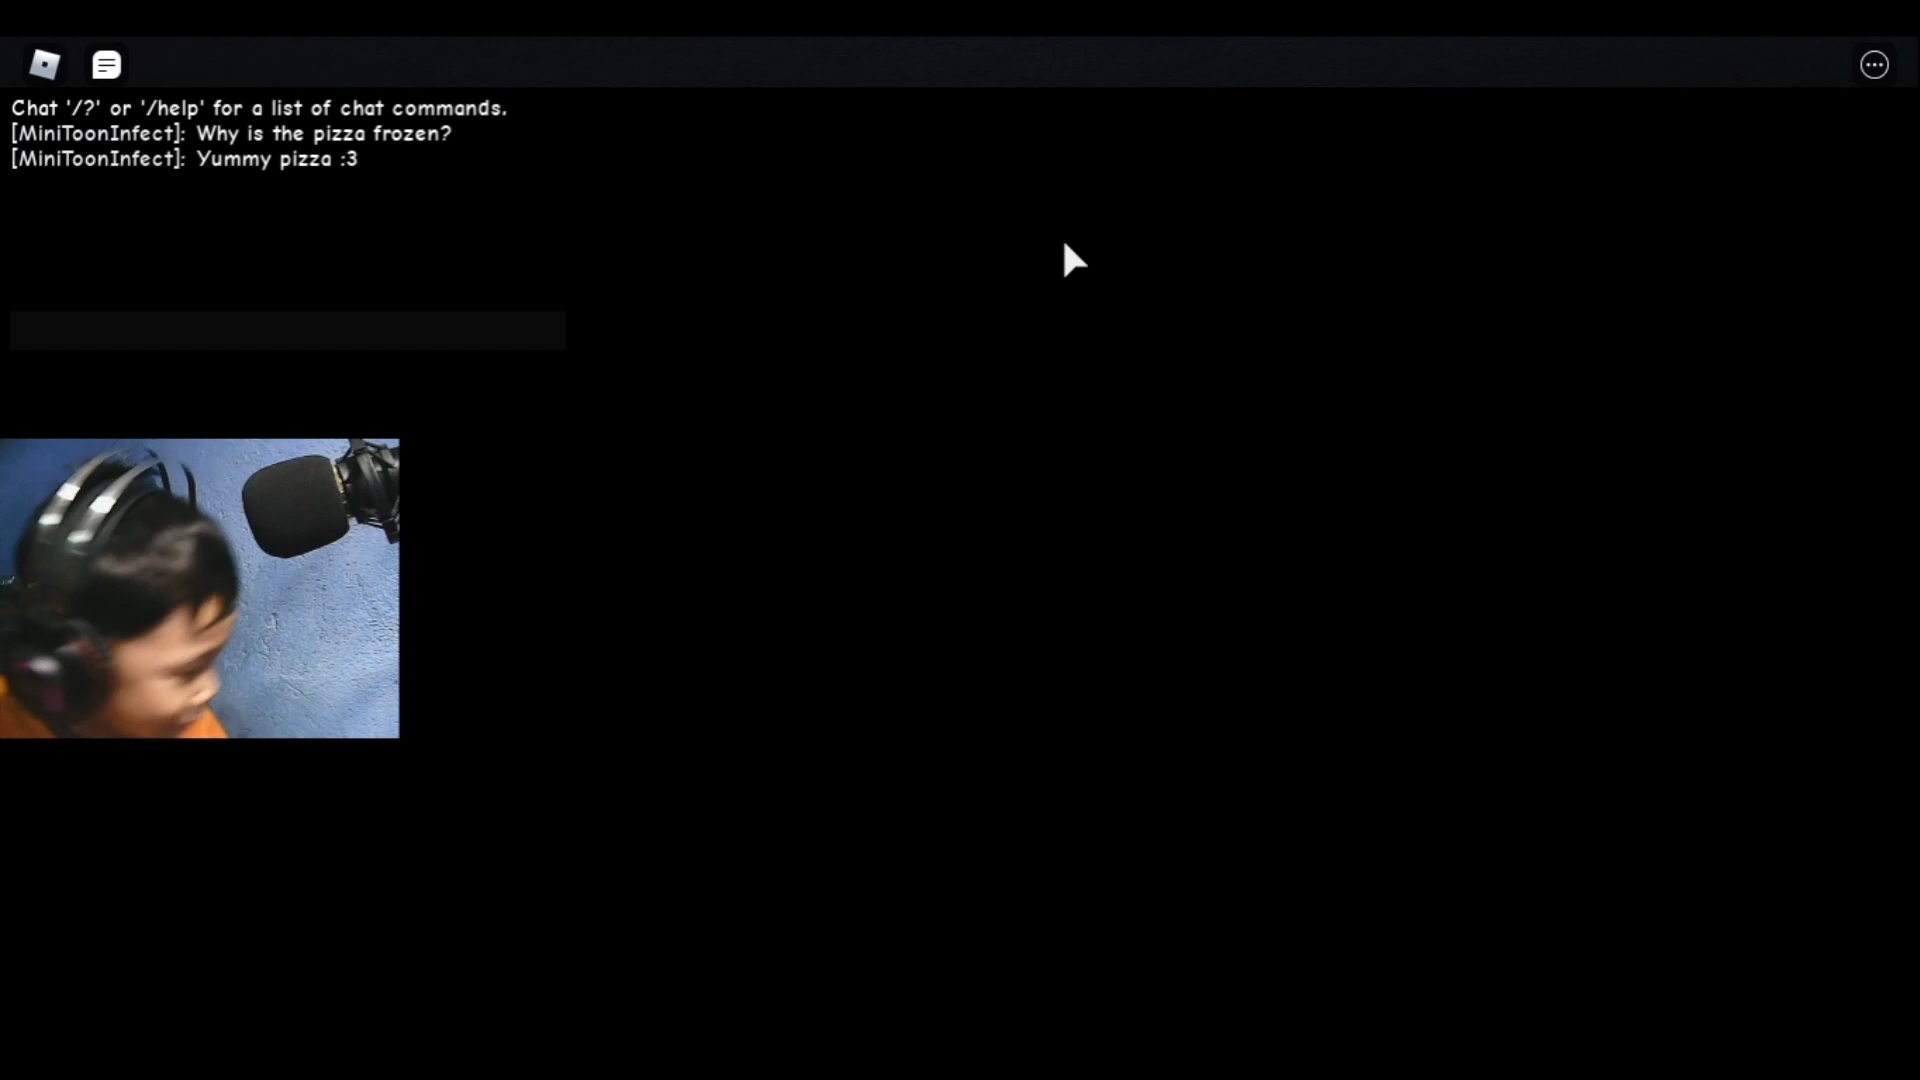 Chat '/?' or '/help' for a list of chat commands.
[MiniToonInfect]: Why is the pizza frozen?
[MiniToonInfect]: Yummy pizza :3